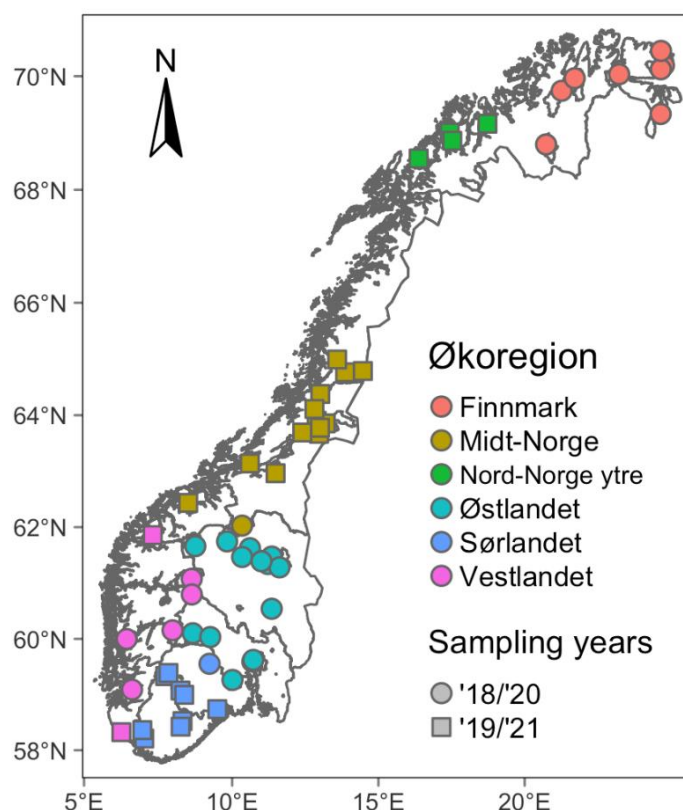 N
70°N
68°N
66°N
64°N
62°N
60°N
58°N
5°E
10°E
15°E
20°E
Økoregion
Finnmark
Midt-Norge
Nord-Norge ytre
Østlandet
Sørlandet
Vestlandet
Sampling years
'18/'20
'19/'21